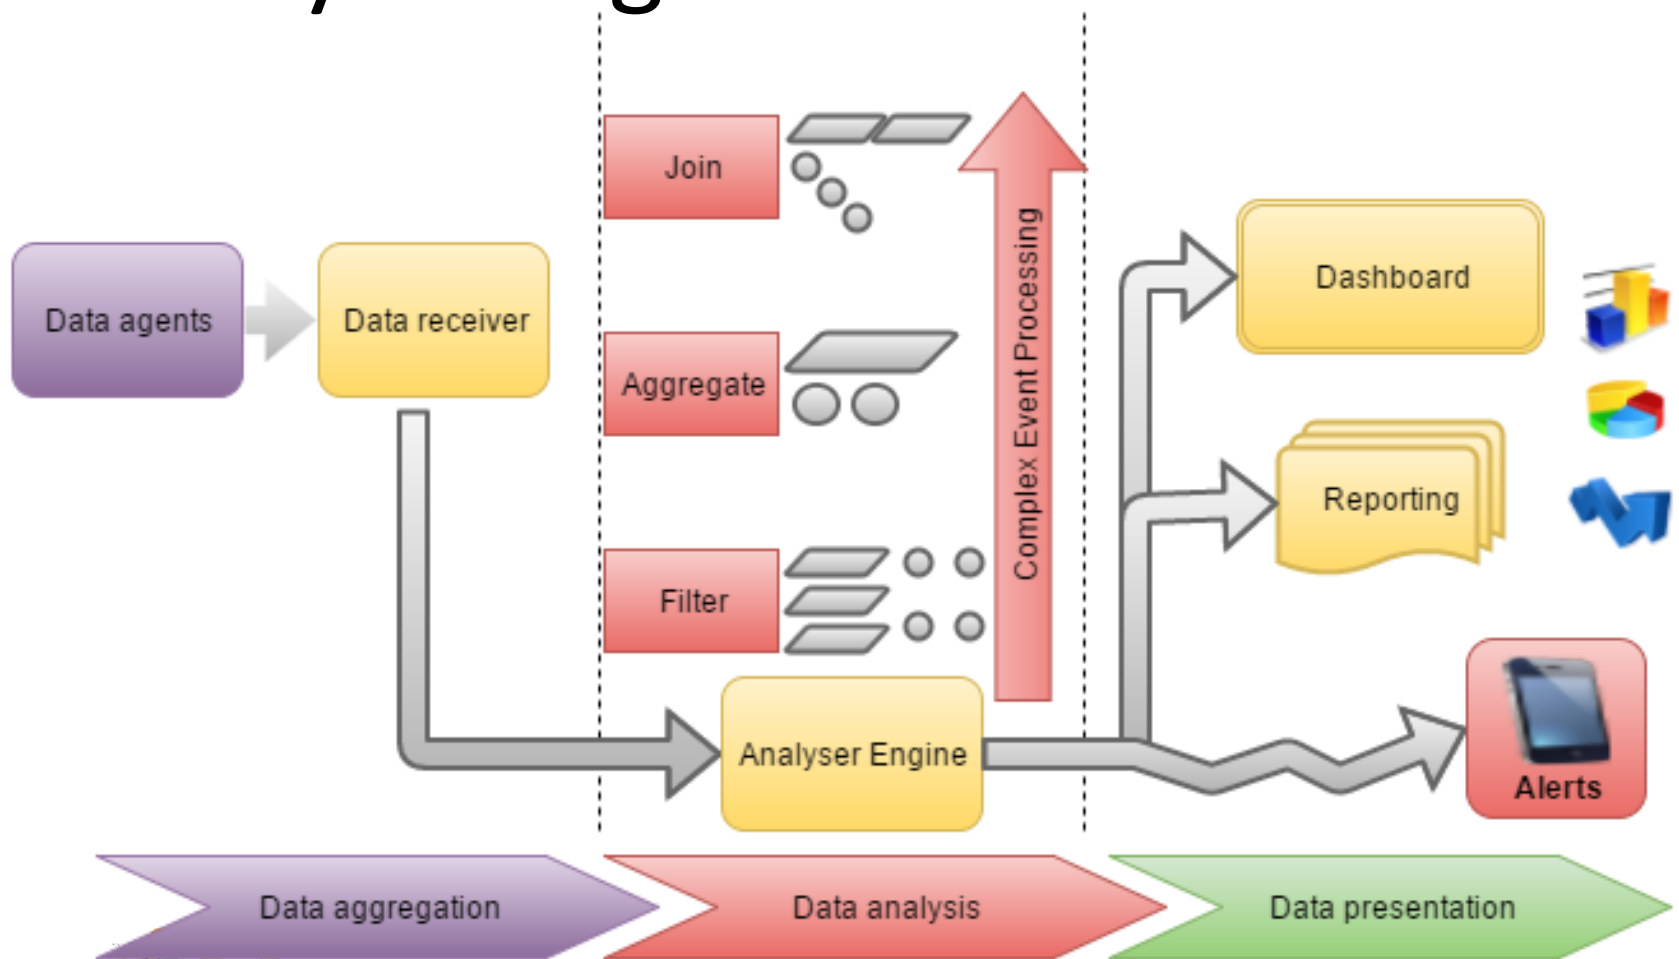 Join
Complex Event Processing
Dashboard
Data agents
Data receiver
Aggregate
Reporting
Filter
Analyser Engine
Alerts
Data aggregation
Data analysis
Data presentation